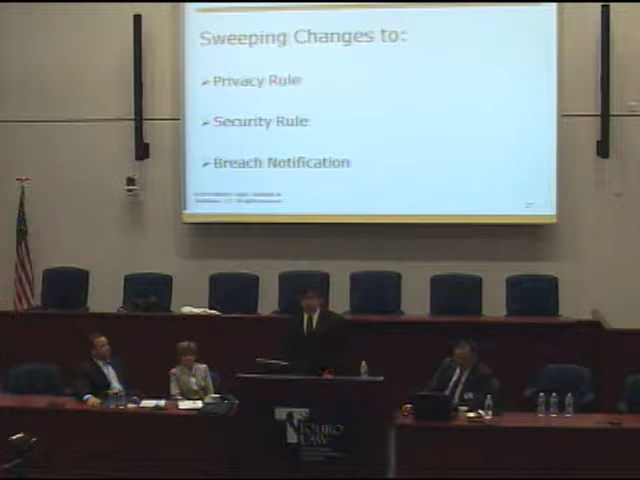 Sweeping Changes to:
➢Privacy Rule
➢Security Rule
➢Breach Notification
TOURO
LAW